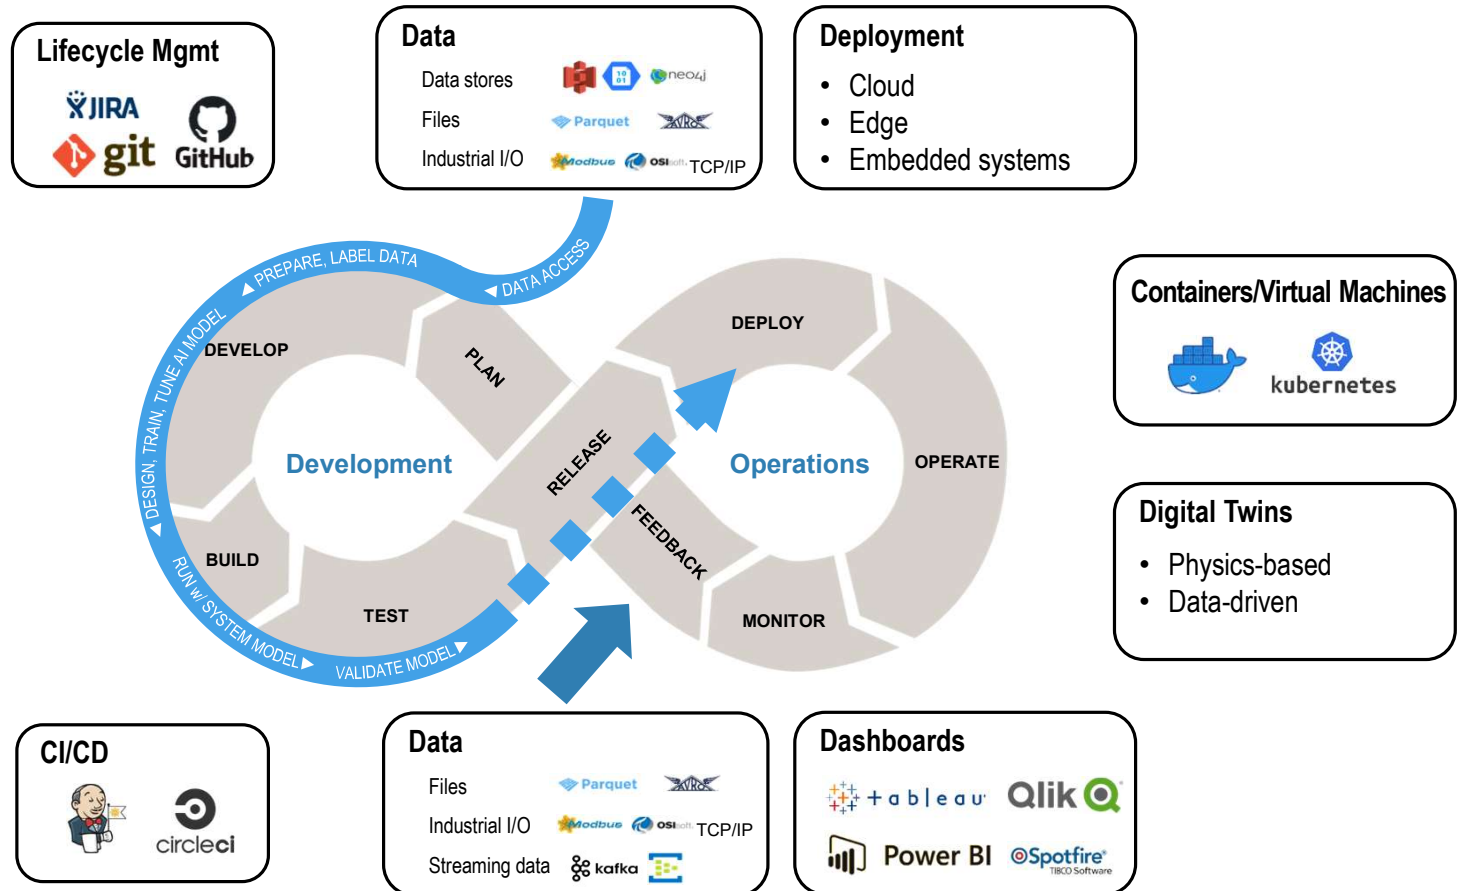 Lifecycle Mgmt
JIRA
git
GitHub
Data
Data stores
10
01
neo4j
Files
Parquet
AVRO
Industrial I/O
Modbus
OSIsoft.
TCP/IP
Deployment
• Cloud
• Edge
• Embedded systems
◀ DATA ACCESS
◀ PREPARE, LABEL DATA
◀ DESIGN, TRAIN, TUNE AI MODEL
RUN w/ SYSTEM MODEL ▶
VALIDATE MODEL ▶
DEVELOP
PLAN
BUILD
TEST
RELEASE
Development
DEPLOY
OPERATE
MONITOR
FEEDBACK
Operations
Containers/Virtual Machines
kubernetes
Digital Twins
• Physics-based
• Data-driven
CI/CD
circleci
Data
Files
Parquet
AVRO
Industrial I/O
Modbus
OSIsoft.
TCP/IP
Streaming data
kafka
Dashboards
+ableau
Qlik
Power BI
Spotfire®
TIBCO Software